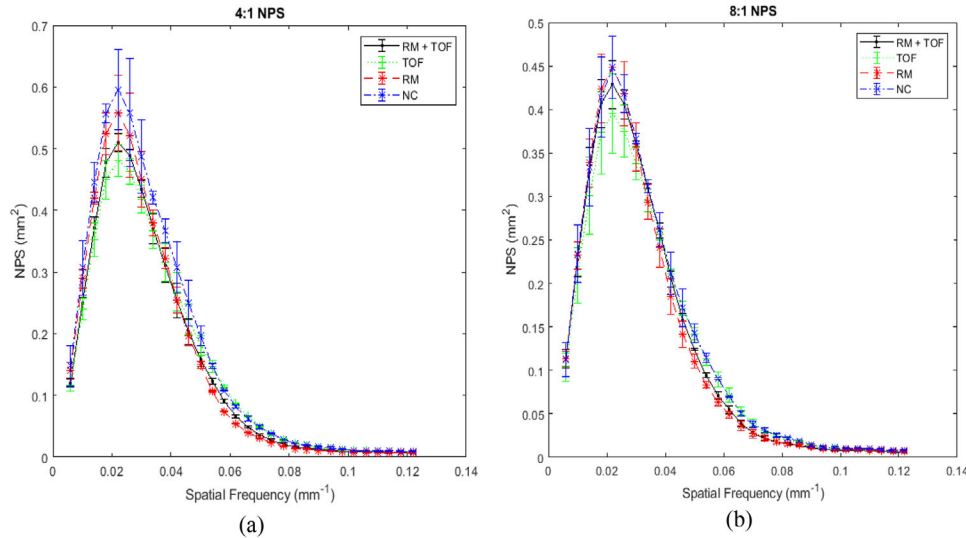 4:1 NPS
0.7
0.6
0.5
0.4
0.3
0.2
0.1
0
NPS (mm²)
RM + TOF
TOF
RM
NC
0 0.02 0.04 0.06 0.08 0.1 0.12 0.14
Spatial Frequency (mm⁻¹)
(a)
8:1 NPS
0.5
0.45
0.4
0.35
0.3
0.25
0.2
0.15
0.1
0.05
0
NPS (mm²)
RM + TOF
TOF
RM
NC
0 0.02 0.04 0.06 0.08 0.1 0.12 0.14
Spatial Frequency (mm⁻¹)
(b)